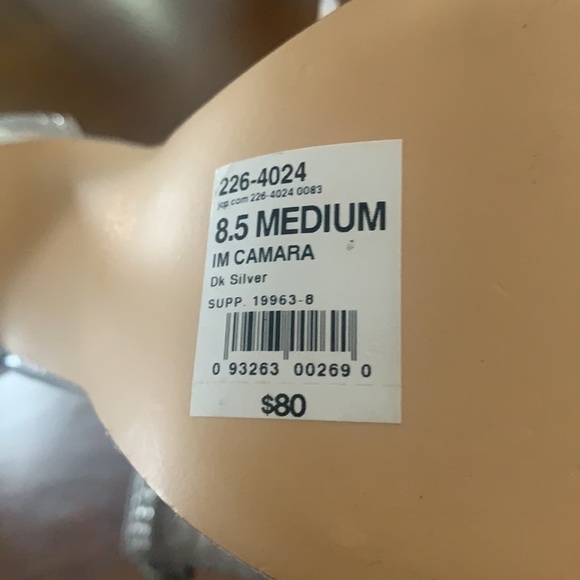 226-4024
jcp.com 226-4024 0083
8.5 MEDIUM
IM CAMARA
Dk Silver
SUPP. 19963-8
0 93263 00269 0
$80